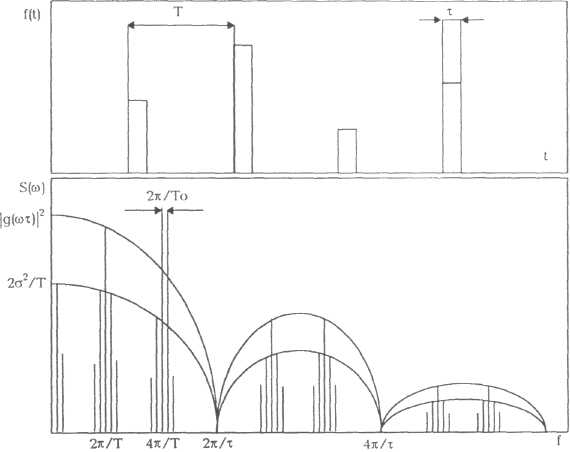 f(t)
T
τ
t
S(ω)
2π/To
|g(ωτ)|²
2σ²/T
2π/T
4π/T
2π/τ
4π/τ
f